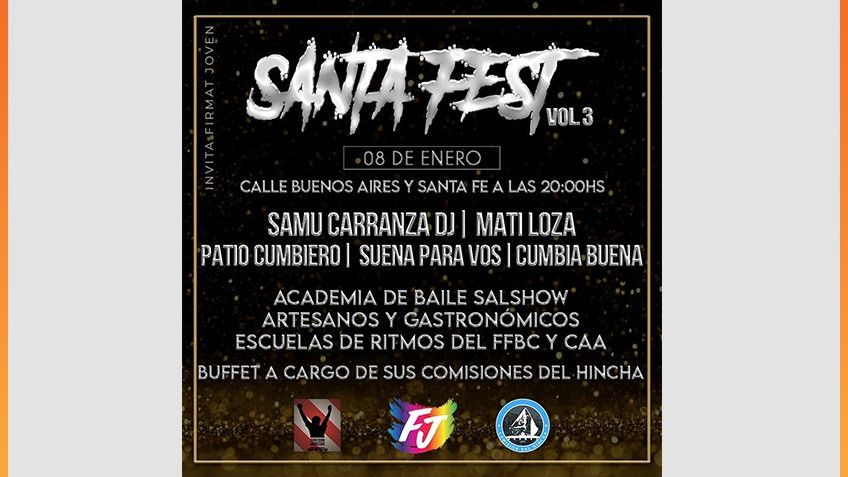 INVITA FIRMAT JOVEN
SANTA FEST
VOL. 3
08 DE ENERO
CALLE BUENOS AIRES Y SANTA FE A LAS 20:00HS
SAMU CARRANZA DJ | MATI LOZA
PATIO CUMBIERO | SUENA PARA VOS | CUMBIA BUENA
ACADEMIA DE BAILE SALSHOW
ARTESANOS Y GASTRONÓMICOS
ESCUELAS DE RITMOS DEL FFBC Y CAA
BUFFET A CARGO DE SUS COMISIONES DEL HINCHA
FJ